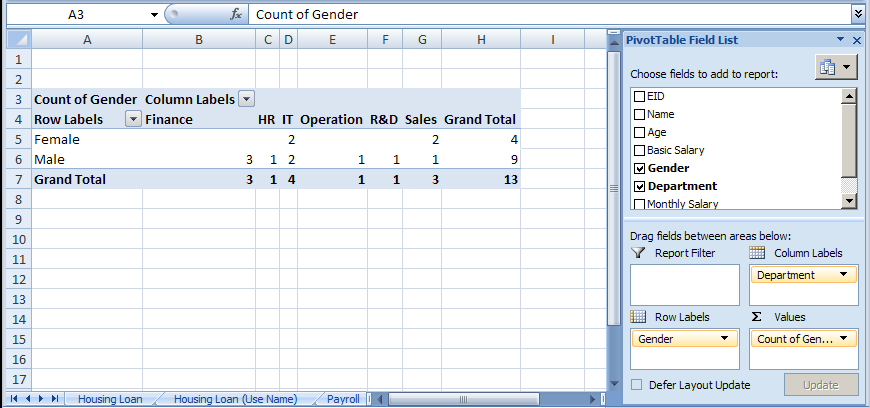 A3 fx Count of Gender
A B C D E F G H I
1
2
3 Count of Gender Column Labels
4 Row Labels Finance HR IT Operation R&D Sales Grand Total
5 Female 2 2 4
6 Male 3 1 2 1 1 1 9
7 Grand Total 3 1 4 1 1 3 13
8
9
10
11
12
13
14
15
16
17
Housing Loan Housing Loan (Use Name) Payroll
PivotTable Field List
Choose fields to add to report:
EID
Name
Age
Basic Salary
Gender
Department
Monthly Salary
Drag fields between areas below:
Report Filter Column Labels
Department
Row Labels Σ Values
Gender Count of Gen...
Defer Layout Update Update